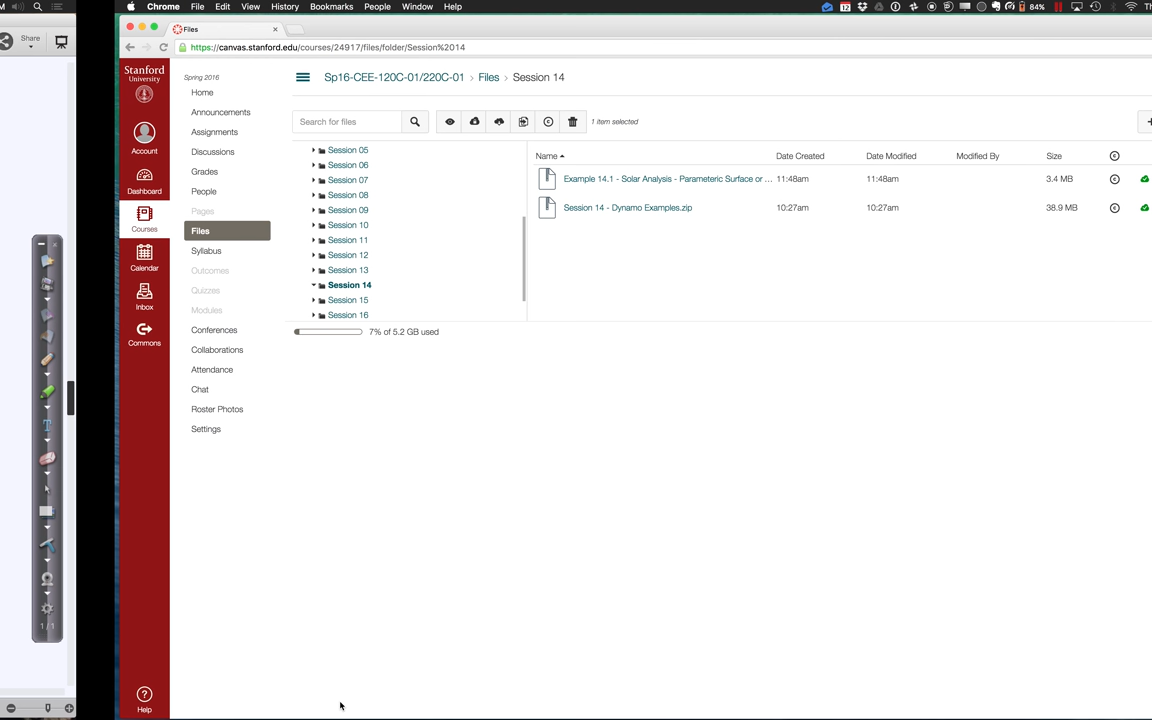 M
Chrome File Edit View History Bookmarks People Window Help
12
84%
Th
Share
Files
https://canvas.stanford.edu/courses/24917/files/folder/Session%2014
Stanford
University
Account
Dashboard
Courses
Calendar
Inbox
Commons
Help
Spring 2016
Home
Announcements
Assignments
Discussions
Grades
People
Pages
Files
Syllabus
Outcomes
Quizzes
Modules
Conferences
Collaborations
Attendance
Chat
Roster Photos
Settings
Sp16-CEE-120C-01/220C-01 › Files › Session 14
Search for files
1 item selected
Session 05
Session 06
Session 07
Session 08
Session 09
Session 10
Session 11
Session 12
Session 13
Session 14
Session 15
Session 16
7% of 5.2 GB used
Name Date Created Date Modified Modified By Size
Example 14.1 - Solar Analysis - Parametric Surface or ... 11:48am 11:48am 3.4 MB
Session 14 - Dynamo Examples.zip 10:27am 10:27am 38.9 MB
T
1 / 1